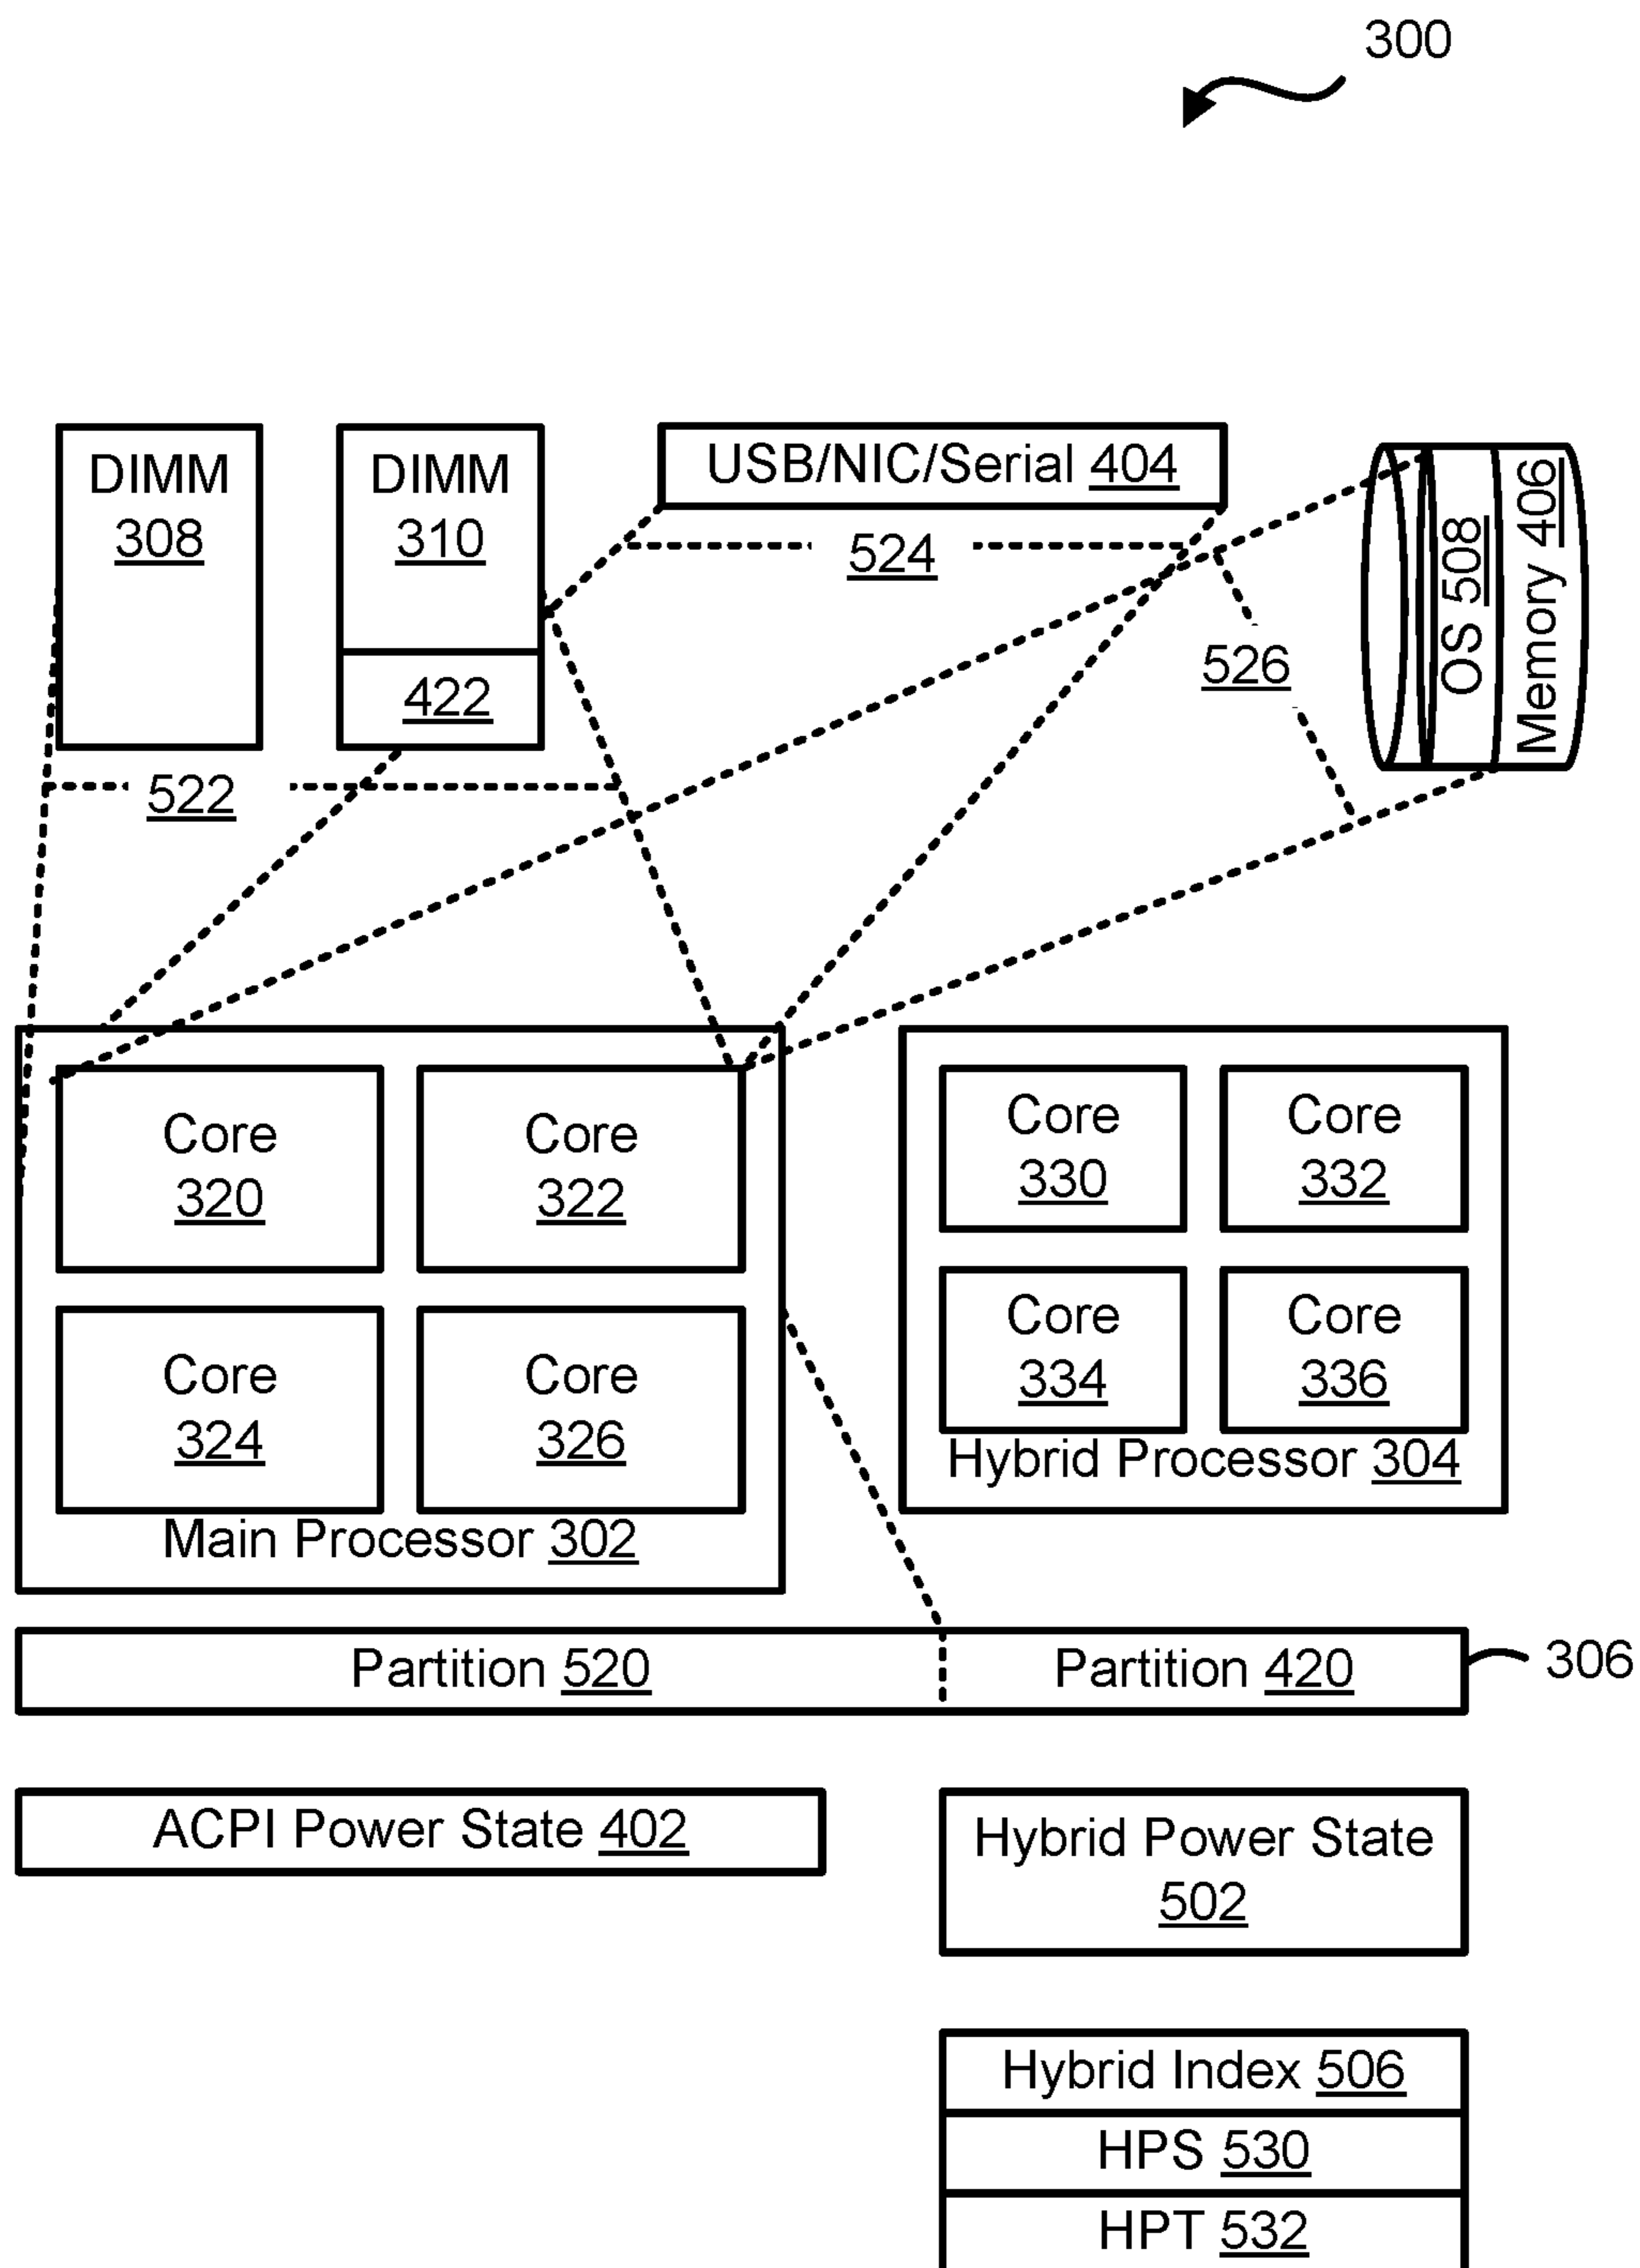 300
DIMM
308
DIMM
310
422
USB/NIC/Serial 404
OS 508
Memory 406
522
524
526
Core
320
Core
322
Core
324
Core
326
Main Processor 302
Core
330
Core
332
Core
334
Core
336
Hybrid Processor 304
Partition 520
Partition 420
306
ACPI Power State 402
Hybrid Power State
502
Hybrid Index 506
HPS 530
HPT 532